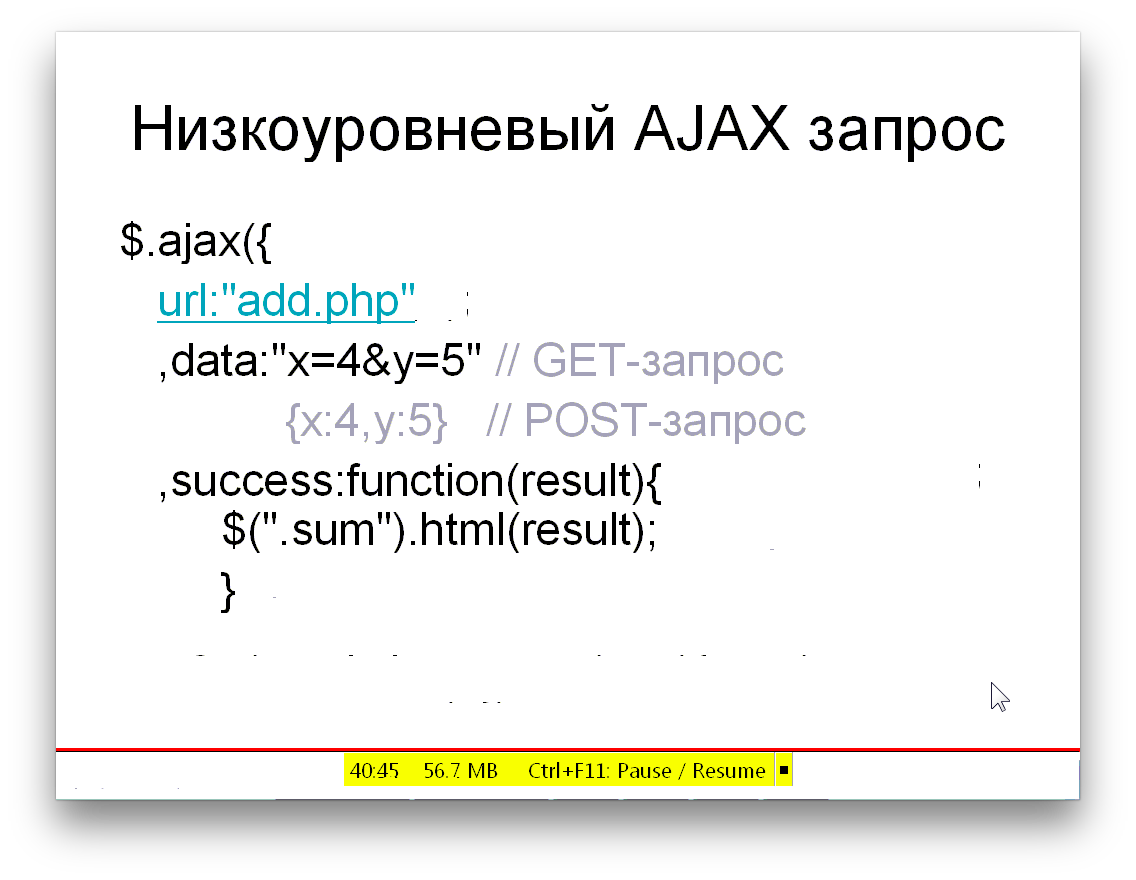 Низкоуровневый AJAX запрос
$.ajax({
url:"add.php"
,data:"x=4&y=5" // GET-запрос
{x:4,y:5} // POST-запрос
,success:function(result){
$(".sum").html(result);
}
40:45 56.7 MB Ctrl+F11: Pause / Resume